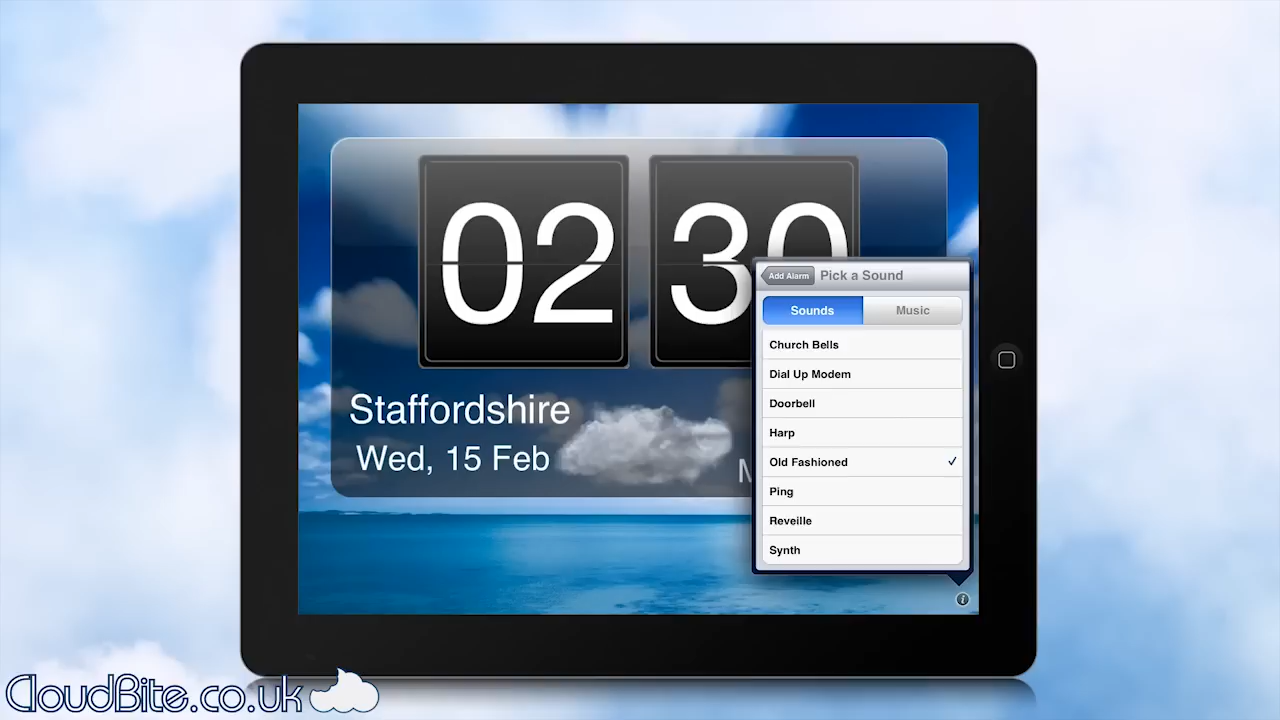 02 30
Add Alarm Pick a Sound
Sounds Music
Church Bells
Dial Up Modem
Doorbell
Harp
Old Fashioned
Ping
Reveille
Synth
Staffordshire
Wed, 15 Feb
CloudBite.co.uk